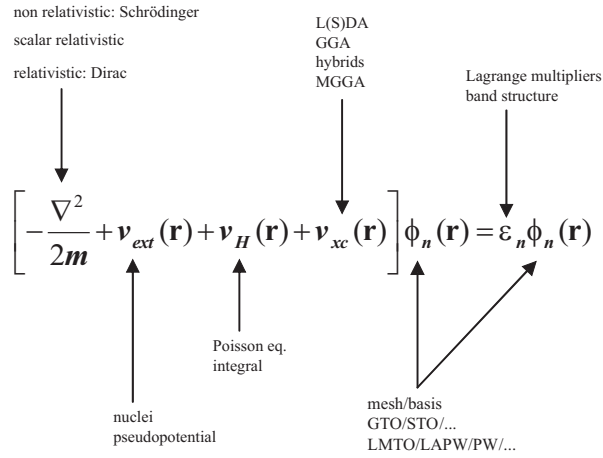 non relativistic: Schrödinger
scalar relativistic
relativistic: Dirac
L(S)DA
GGA
hybrids
MGGA
Lagrange multipliers
band structure
[-∇²/2m + v_ext(r) + v_H(r) + v_xc(r)] ϕ_n(r) = ε_n ϕ_n(r)
Poisson eq.
integral
nuclei
pseudopotential
mesh/basis
GTO/STO/...
LMTO/LAPW/PW/...